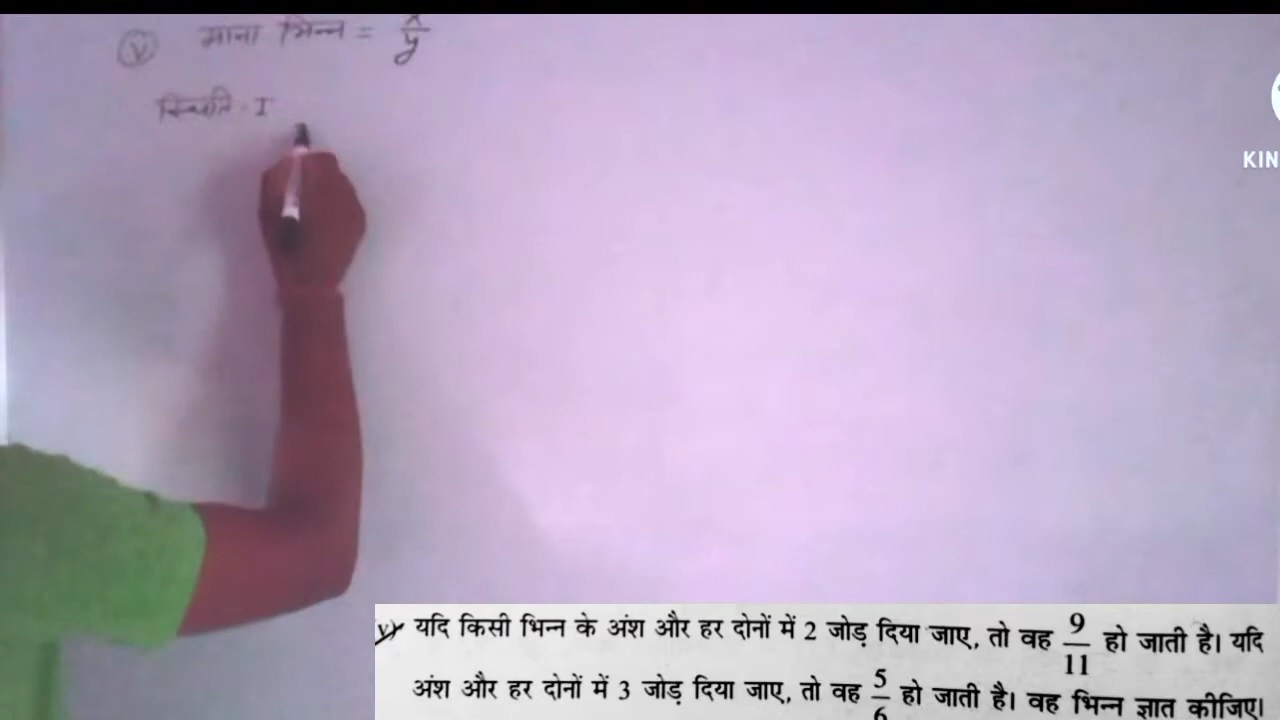 (v) माना भिन्न = x/y
स्थिति - I
KIN
v) यदि किसी भिन्न के अंश और हर दोनों में 2 जोड़ दिया जाए, तो वह 9/11 हो जाती है। यदि
अंश और हर दोनों में 3 जोड़ दिया जाए, तो वह 5/6 हो जाती है। वह भिन्न ज्ञात कीजिए।